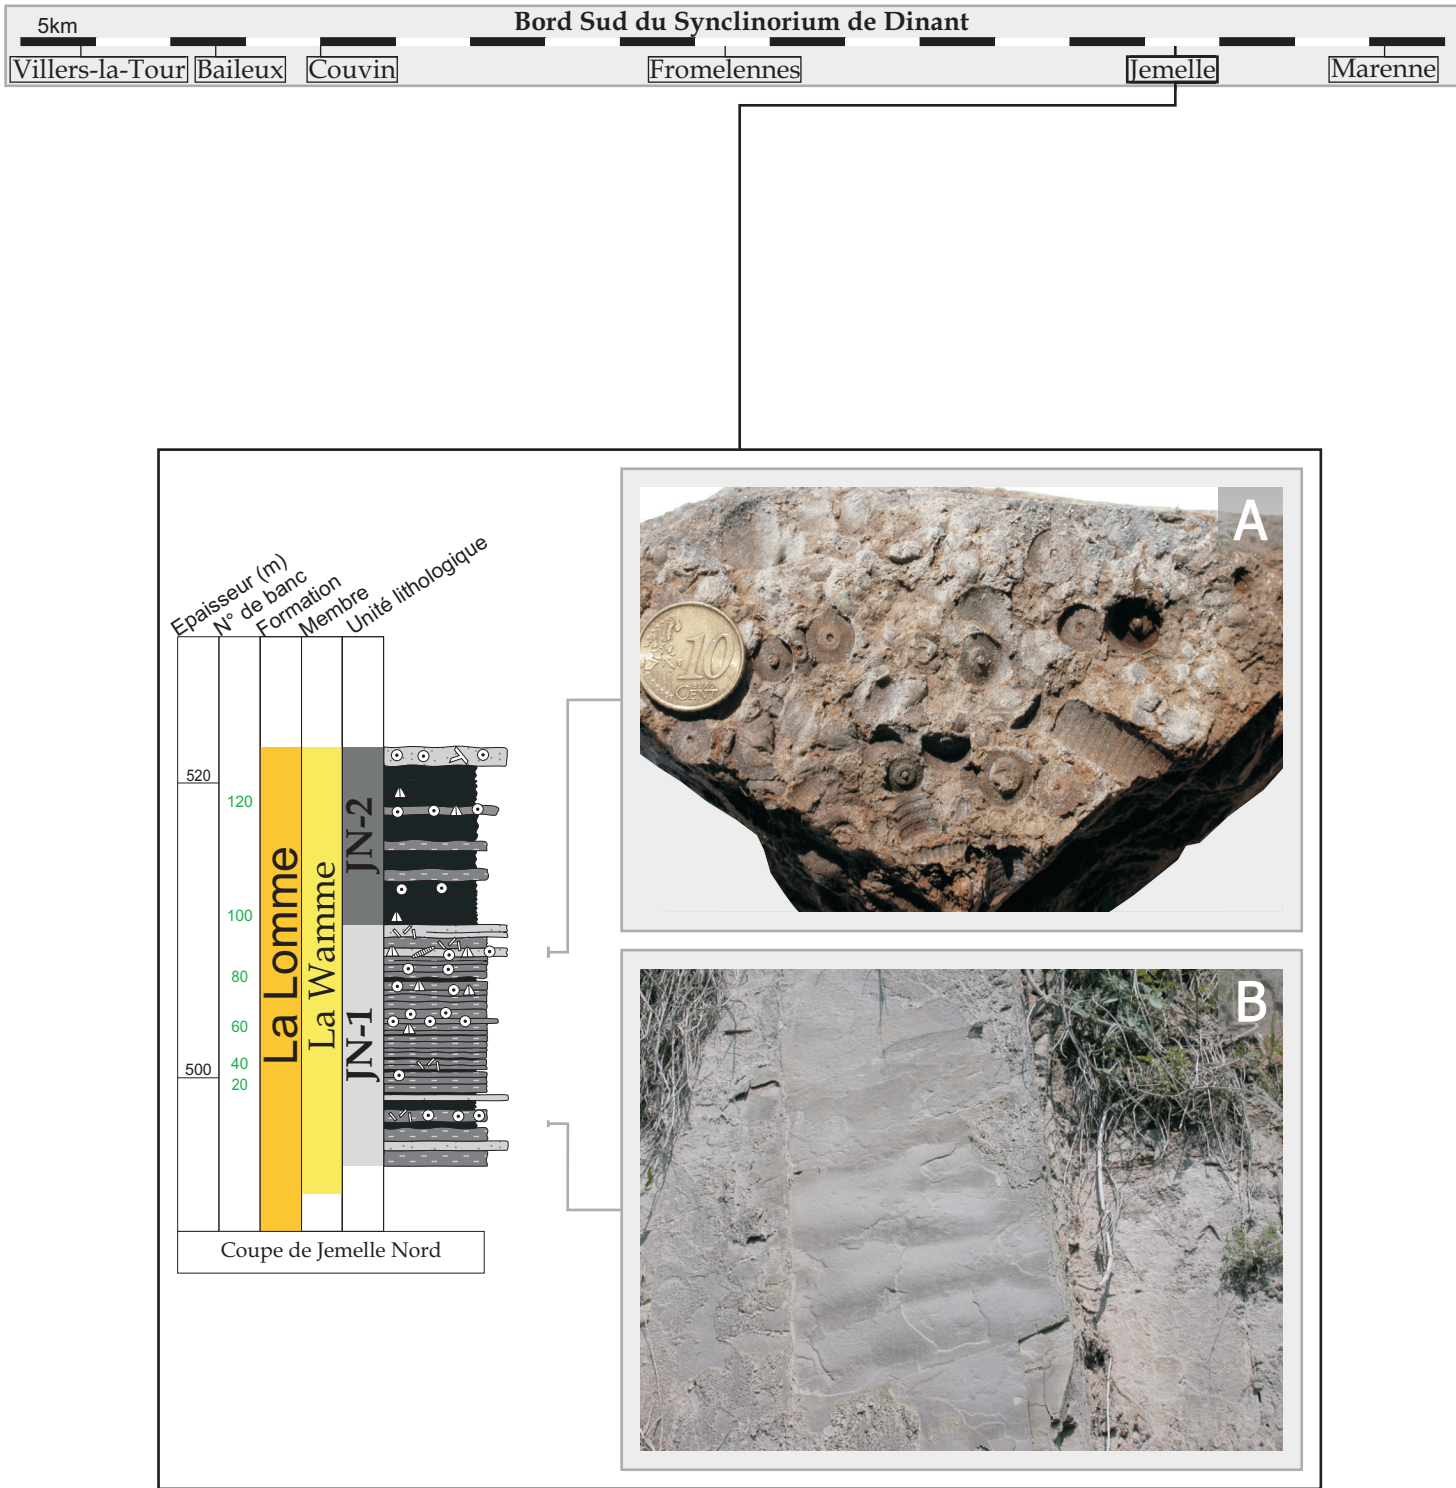 Bord Sud du Synclinorium de Dinant
5km
Villers-la-Tour Baileux Couvin Fromelennes Jemelle Marenne
Epaisseur (m)
N° de banc
Formation
Membre
Unité lithologique
520
500
120
100
80
60
40
20
La Lomme
La Wamme
JN-2
JN-1
Coupe de Jemelle Nord
A
10
CENT
B